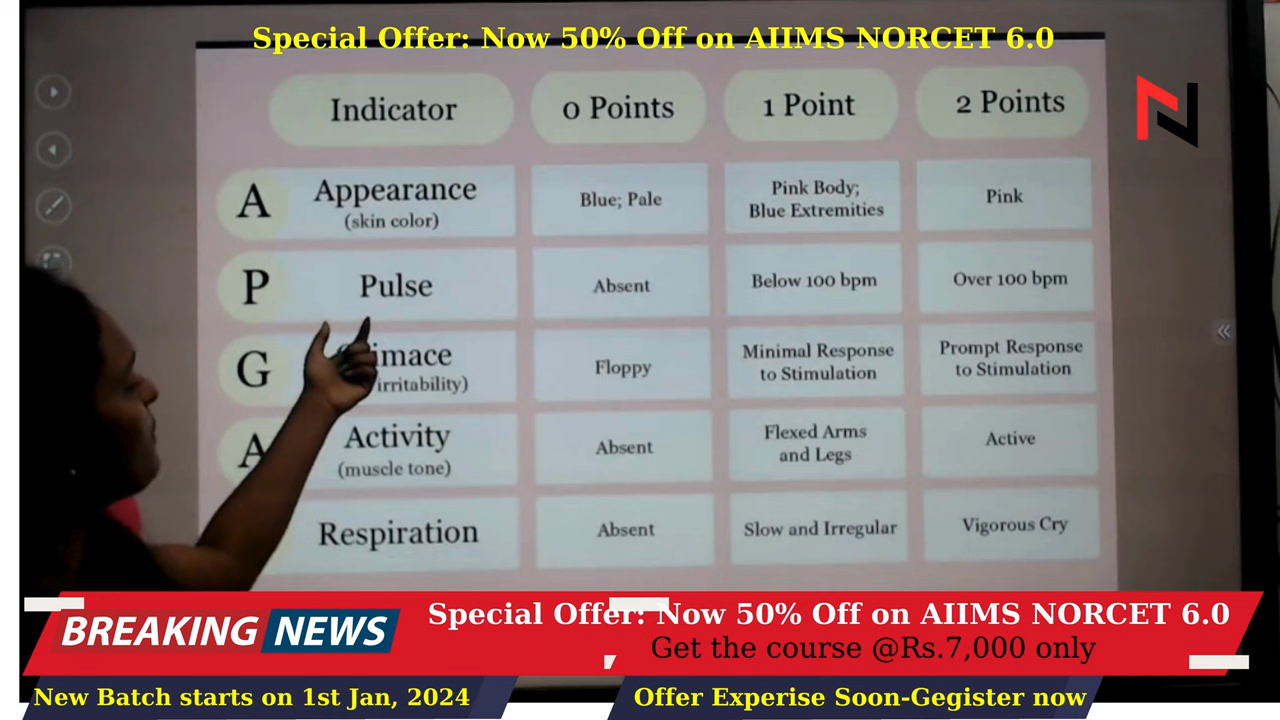 Special Offer: Now 50% Off on AIIMS NORCET 6.0
Indicator 0 Points 1 Point 2 Points
A Appearance (skin color) Blue; Pale Pink Body; Blue Extremities Pink
P Pulse Absent Below 100 bpm Over 100 bpm
G imace irritability) Floppy Minimal Response to Stimulation Prompt Response to Stimulation
A Activity (muscle tone) Absent Flexed Arms and Legs Active
Respiration Absent Slow and Irregular Vigorous Cry
BREAKING NEWS
Special Offer: Now 50% Off on AIIMS NORCET 6.0
Get the course @Rs.7,000 only
New Batch starts on 1st Jan, 2024
Offer Experise Soon-Gegister now